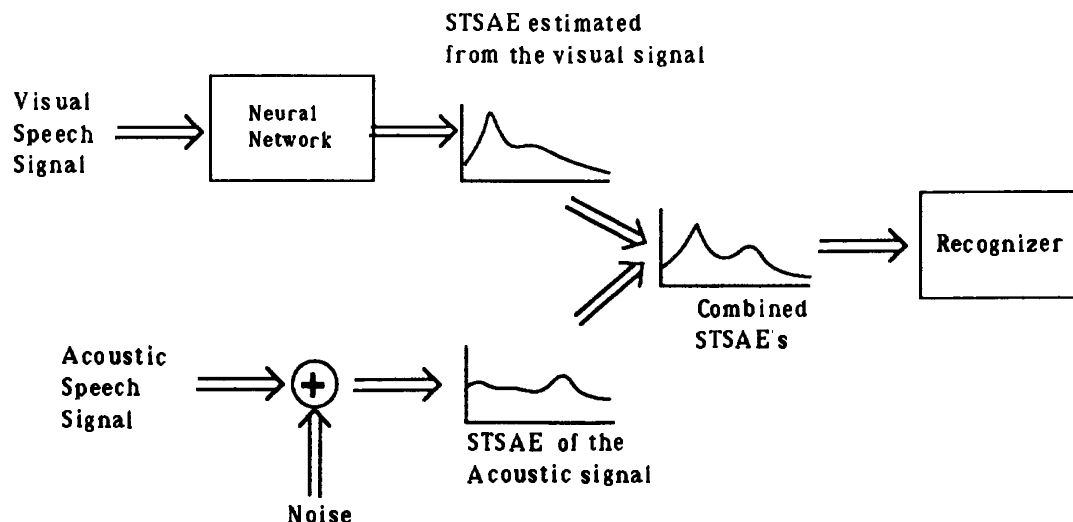 STSAE estimated
from the visual signal
Visual
Speech
Signal
Neural
Network
Recognizer
Combined
STSAE's
Acoustic
Speech
Signal
+
STSAE of the
Acoustic signal
Noise